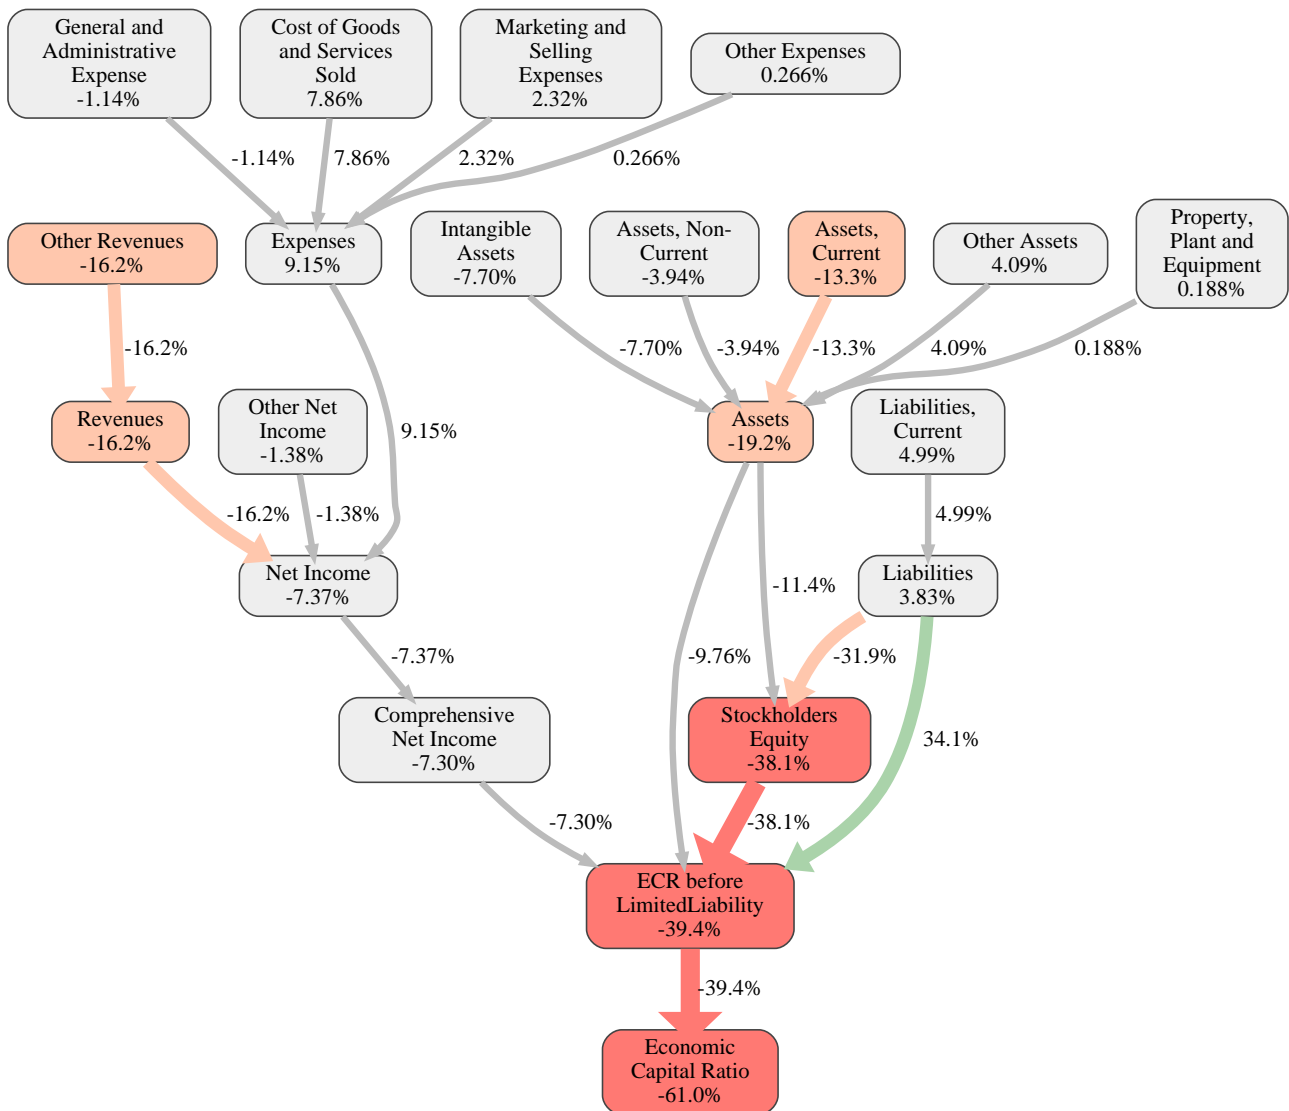 General and
Administrative
Expense
-1.14%
Cost of Goods
and Services
Sold
7.86%
Marketing and
Selling
Expenses
2.32%
Other Expenses
0.266%
-1.14%
7.86%
2.32%
0.266%
Other Revenues
-16.2%
Expenses
9.15%
Intangible
Assets
-7.70%
Assets, Non-
Current
-3.94%
Assets,
Current
-13.3%
Other Assets
4.09%
Property,
Plant and
Equipment
0.188%
-16.2%
-7.70%
-3.94%
-13.3%
4.09%
0.188%
Revenues
-16.2%
Other Net
Income
-1.38%
9.15%
Assets
-19.2%
Liabilities,
Current
4.99%
-16.2%
-1.38%
4.99%
Net Income
-7.37%
-11.4%
Liabilities
3.83%
-7.37%
-9.76%
-31.9%
Comprehensive
Net Income
-7.30%
Stockholders
Equity
-38.1%
34.1%
-7.30%
-38.1%
ECR before
LimitedLiability
-39.4%
-39.4%
Economic
Capital Ratio
-61.0%